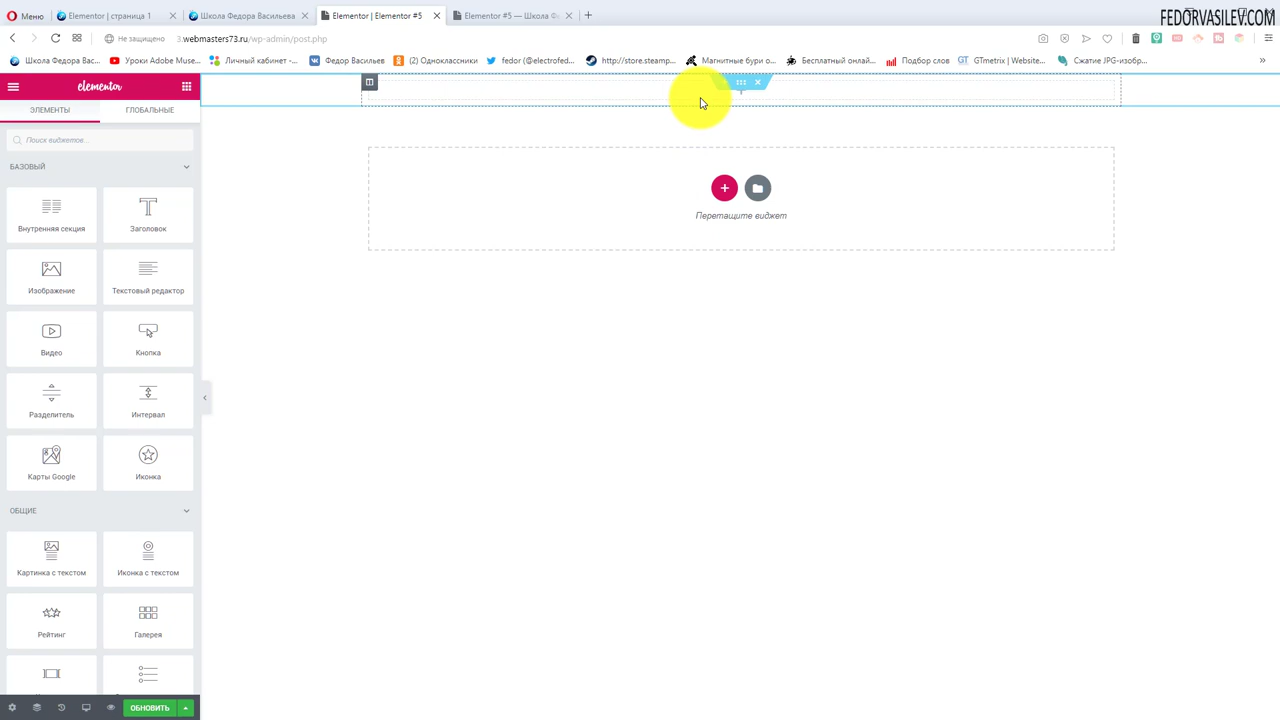 Меню
Elementor | страница 1
Школа Федора Васильева
Elementor | Elementor #5
Elementor #5 — Школа Ф
FEDORVASILEV.COM
Не защищено
3.webmasters73.ru/wp-admin/post.php
Школа Федора Вас...
Уроки Adobe Muse...
Личный кабинет -...
Федор Васильев
(2) Одноклассники
fedor (@electrofed...
http://store.steamp...
Магнитные бури о...
Бесплатный онлай...
Подбор слов
GTmetrix | Website...
Сжатие JPG-изобр...
elementor
ЭЛЕМЕНТЫ
ГЛОБАЛЬНЫЕ
Поиск виджетов...
БАЗОВЫЙ
Внутренняя секция
Заголовок
Изображение
Текстовый редактор
Видео
Кнопка
Разделитель
Интервал
Карты Google
Иконка
ОБЩИЕ
Картинка с текстом
Иконка с текстом
Рейтинг
Галерея
ОБНОВИТЬ
Перетащите виджет